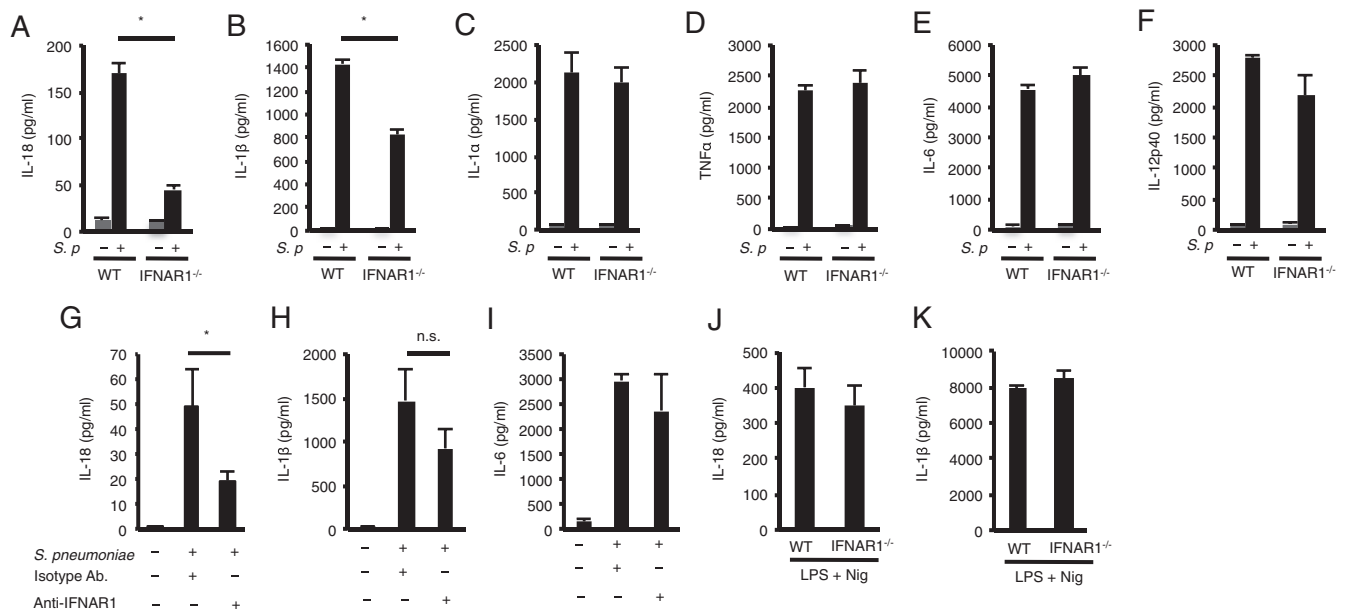 A
*
IL-18 (pg/ml)
200
150
100
50
0
S. p − + − +
WT IFNAR1-/-
B
*
IL-1β (pg/ml)
1600
1400
1200
1000
800
600
400
200
0
S. p − + − +
WT IFNAR1-/-
C
IL-1α (pg/ml)
2500
2000
1500
1000
500
0
S. p − + − +
WT IFNAR1-/-
D
TNFα (pg/ml)
3000
2500
2000
1500
1000
500
0
S. p − + − +
WT IFNAR1-/-
E
IL-6 (pg/ml)
6000
5000
4000
3000
2000
1000
0
S. p − + − +
WT IFNAR1-/-
F
IL-12p40 (pg/ml)
3000
2500
2000
1500
1000
500
0
S. p − + − +
WT IFNAR1-/-
G
*
IL-18 (pg/ml)
70
60
50
40
30
20
10
0
S. pneumoniae − + +
Isotype Ab. − + −
Anti-IFNAR1 − − +
H
n.s.
IL-1β (pg/ml)
2000
1500
1000
500
0
− + +
− + −
− − +
I
IL-6 (pg/ml)
3500
3000
2500
2000
3000
1000
500
0
− + +
− + −
− − +
J
IL-18 (pg/ml)
500
400
300
400
100
0
WT IFNAR1-/-
LPS + Nig
K
IL-1β (pg/ml)
10000
8000
6000
4000
2000
0
WT IFNAR1-/-
LPS + Nig